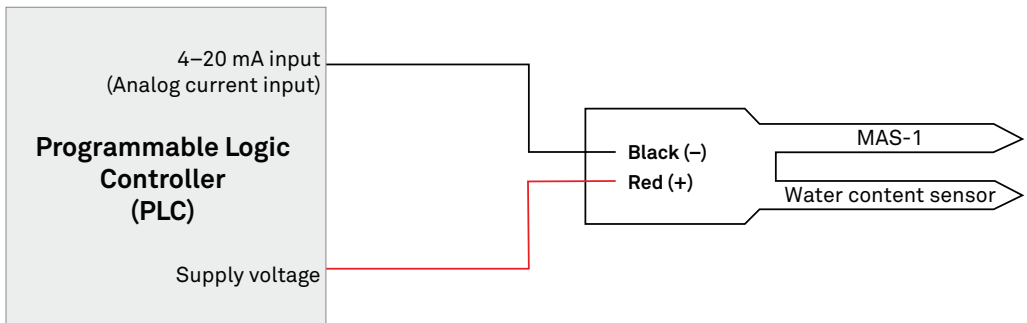 4–20 mA input
(Analog current input)
Programmable Logic
Controller
(PLC)
Supply voltage
Black (–)
Red (+)
MAS-1
Water content sensor